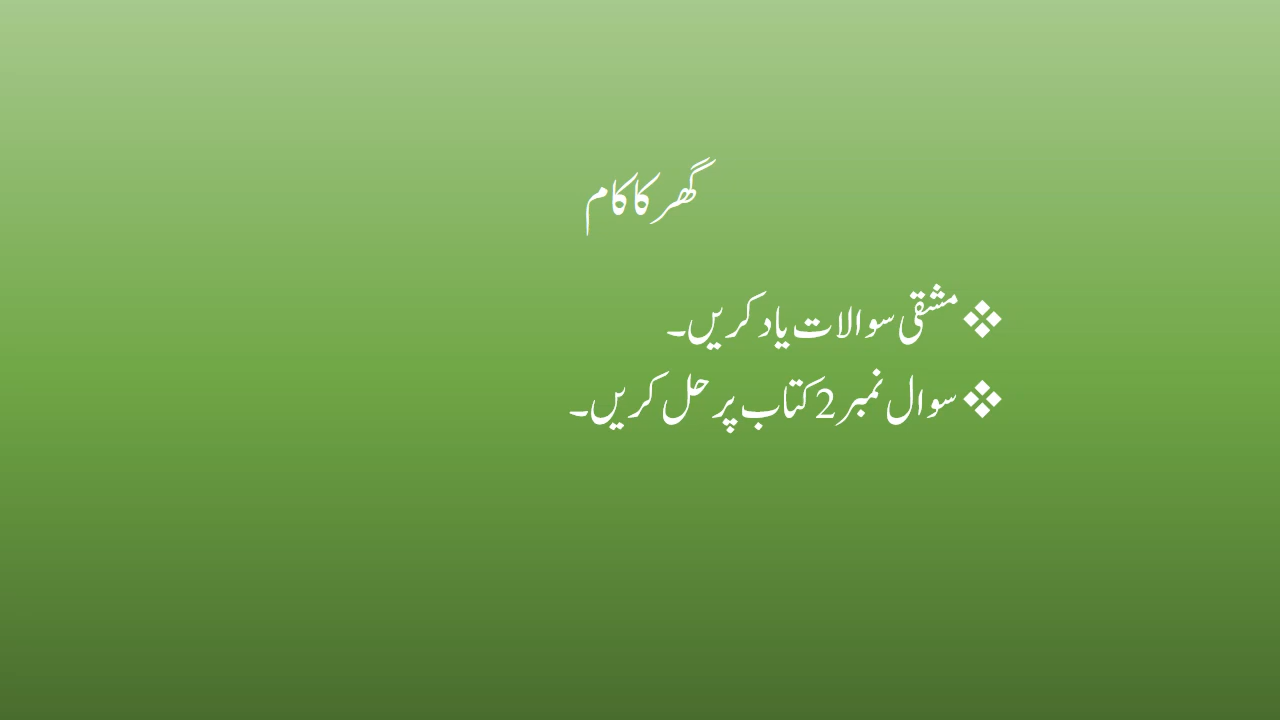 گھر کا کام
❖ مشقی سوالات یاد کریں۔
❖ سوال نمبر 2 کتاب پر حل کریں۔